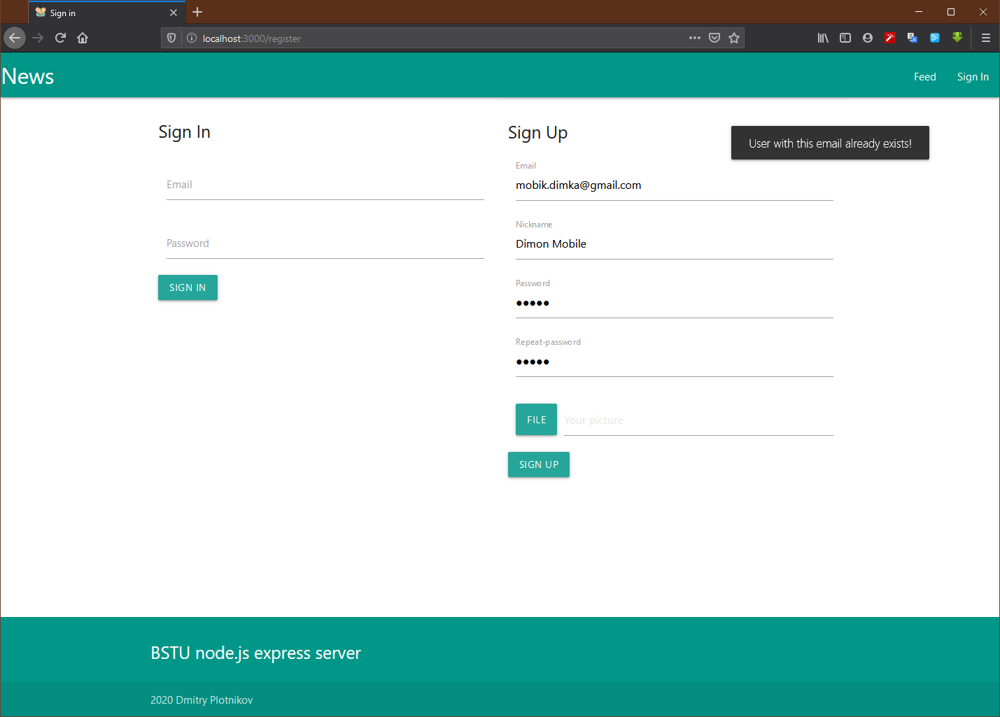 Sign in
localhost:3000/register
News
Feed
Sign In
Sign In
Email
Password
SIGN IN
Sign Up
User with this email already exists!
Email
mobik.dimka@gmail.com
Nickname
Dimon Mobile
Password
•••••
Repeat-password
•••••
FILE
Your picture
SIGN UP
BSTU node.js express server
2020 Dmitry Plotnikov